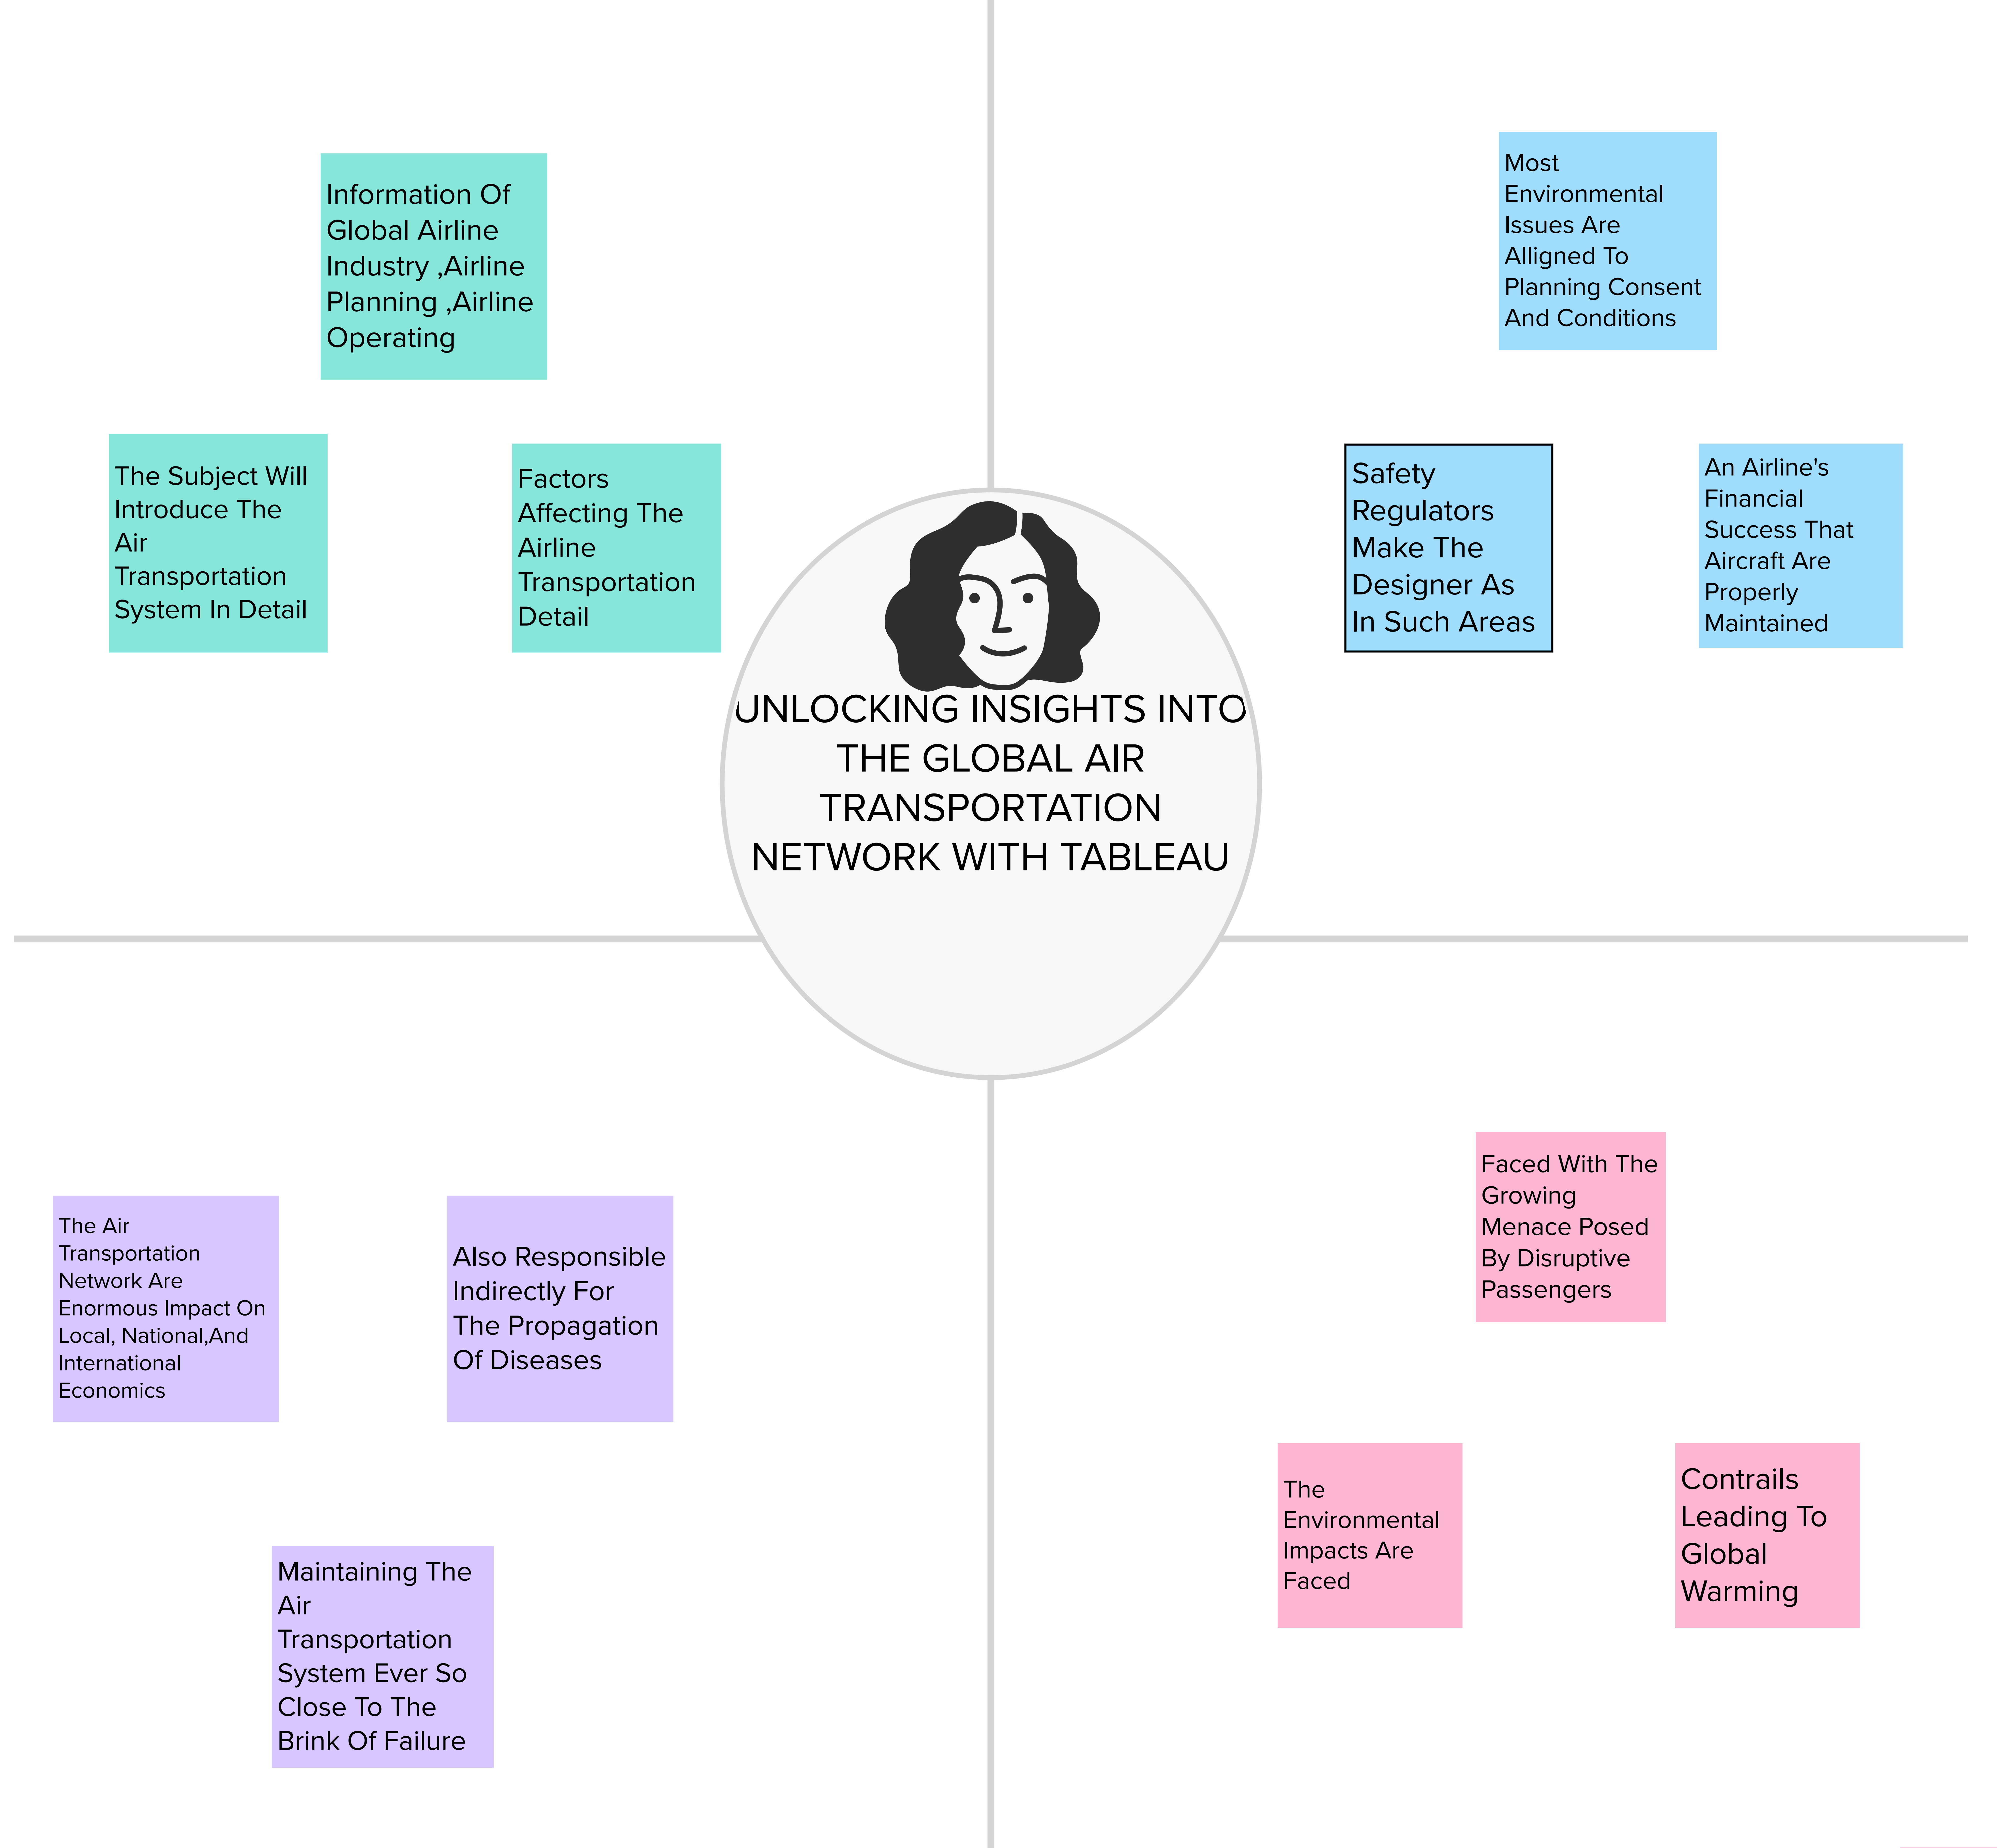 Information Of
Global Airline
Industry ,Airline
Planning ,Airline
Operating
The Subject Will
Introduce The
Air
Transportation
System In Detail
Factors
Affecting The
Airline
Transportation
Detail
Most
Environmental
Issues Are
Alligned To
Planning Consent
And Conditions
Safety
Regulators
Make The
Designer As
In Such Areas
An Airline's
Financial
Success That
Aircraft Are
Properly
Maintained
UNLOCKING INSIGHTS INTO
THE GLOBAL AIR
TRANSPORTATION
NETWORK WITH TABLEAU
The Air
Transportation
Network Are
Enormous Impact On
Local, National,And
International
Economics
Also Responsible
Indirectly For
The Propagation
Of Diseases
Maintaining The
Air
Transportation
System Ever So
Close To The
Brink Of Failure
Faced With The
Growing
Menace Posed
By Disruptive
Passengers
The
Environmental
Impacts Are
Faced
Contrails
Leading To
Global
Warming